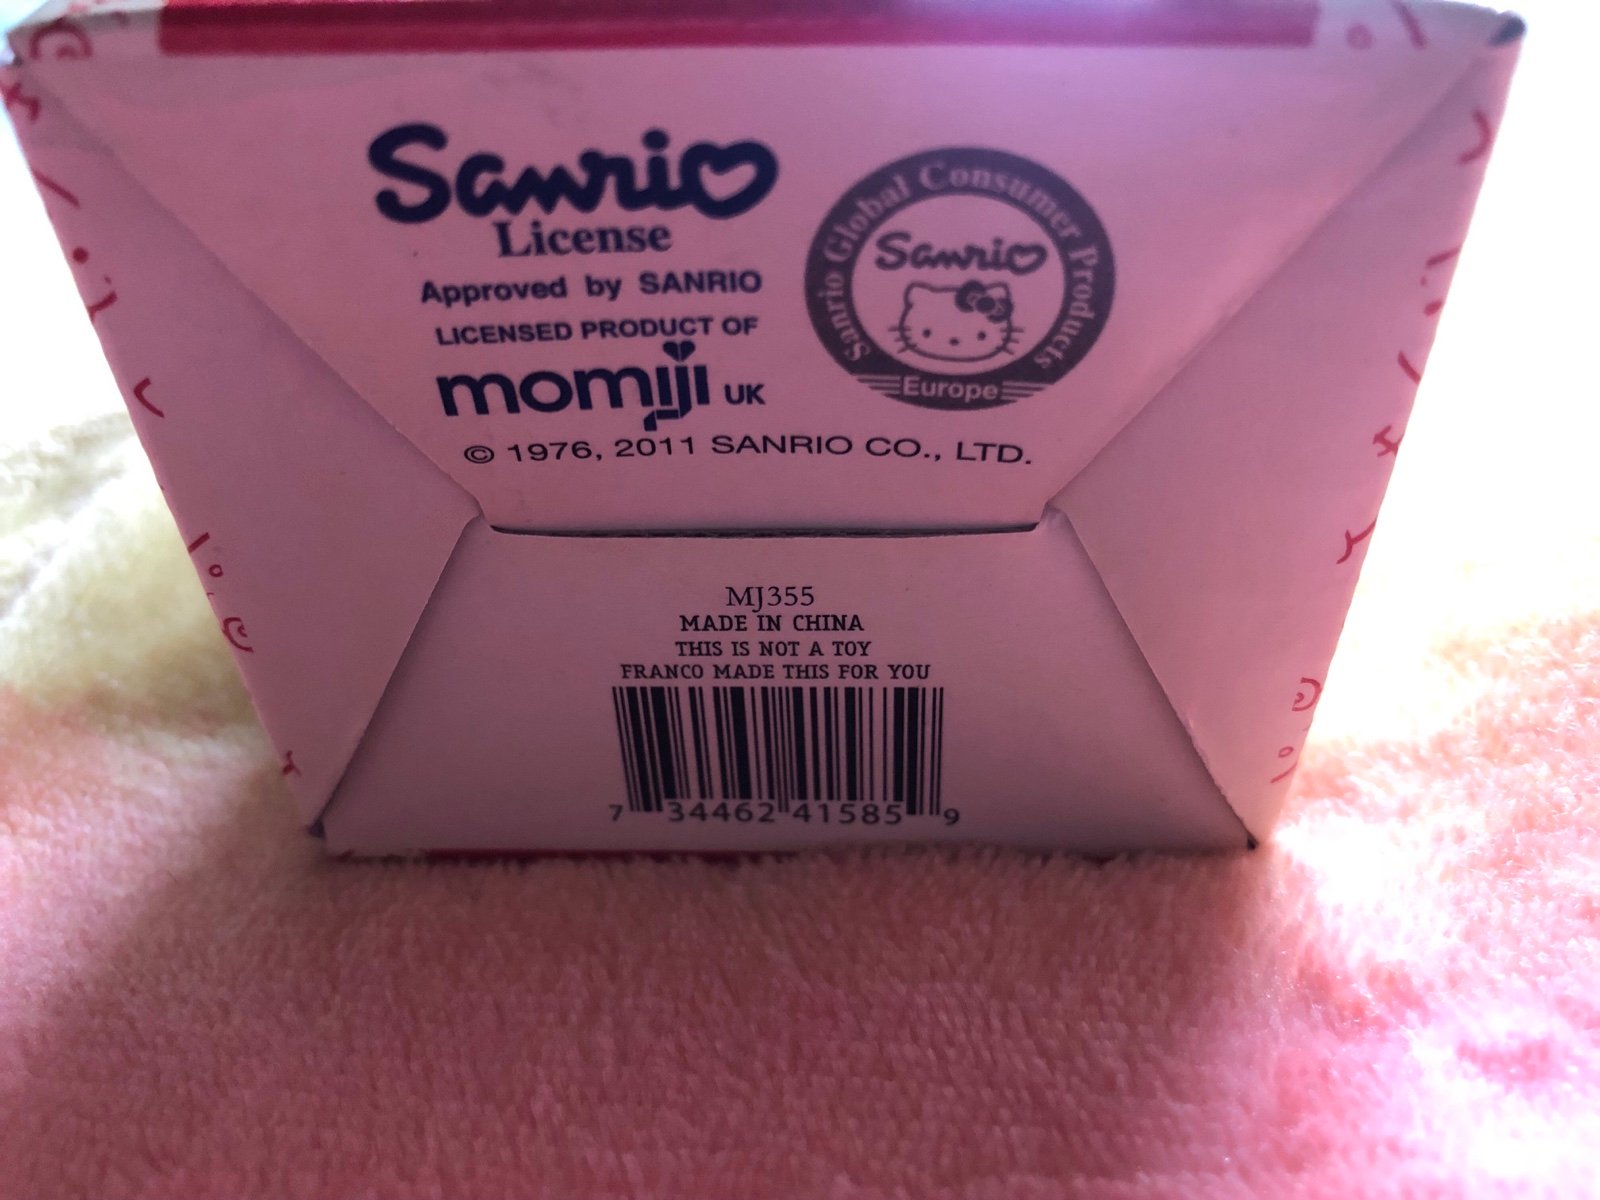 Sanrio
License
Approved by SANRIO
LICENSED PRODUCT OF
momiji UK
© 1976, 2011 SANRIO CO., LTD.
Sanrio Global Consumer Products
Sanrio
Europe
MJ355
MADE IN CHINA
THIS IS NOT A TOY
FRANCO MADE THIS FOR YOU
7 34462 41585 9